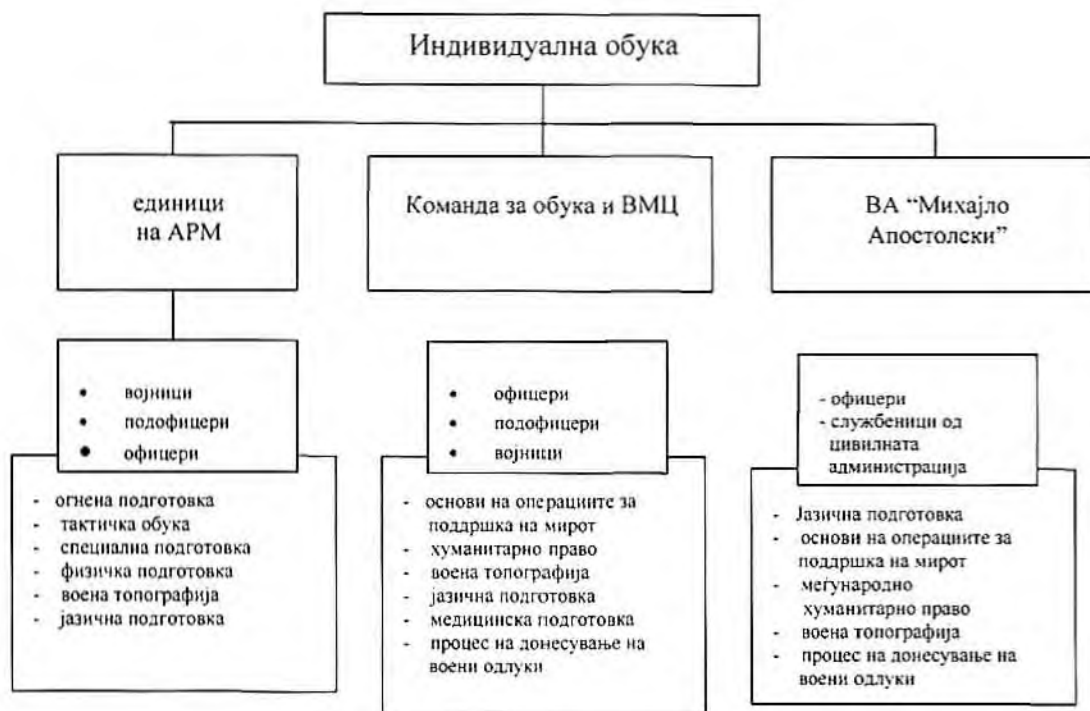 Индивидуална обука
единици
на АРМ
Команда за обука и ВМЦ
ВА “Михајло
Апостолски”
• војници
• подофицери
• офицери
- огнена подготовка
- тактичка обука
- специална подготовка
- физичка подготовка
- воена топографија
- јазична подготовка
• офицери
• подофицери
• војници
- основи на операциите за
поддршка на мирот
- хуманитарно право
- воена топографија
- јазична подготовка
- медицинска подготовка
- процес на донесување на
воени одлуки
- офицери
- службеници од
цивилната
администрација
- Јазична подготовка
- основи на операциите за
поддршка на мирот
- меѓународно
хуманитарно право
- воена топографија
- процес на донесување на
воени одлуки